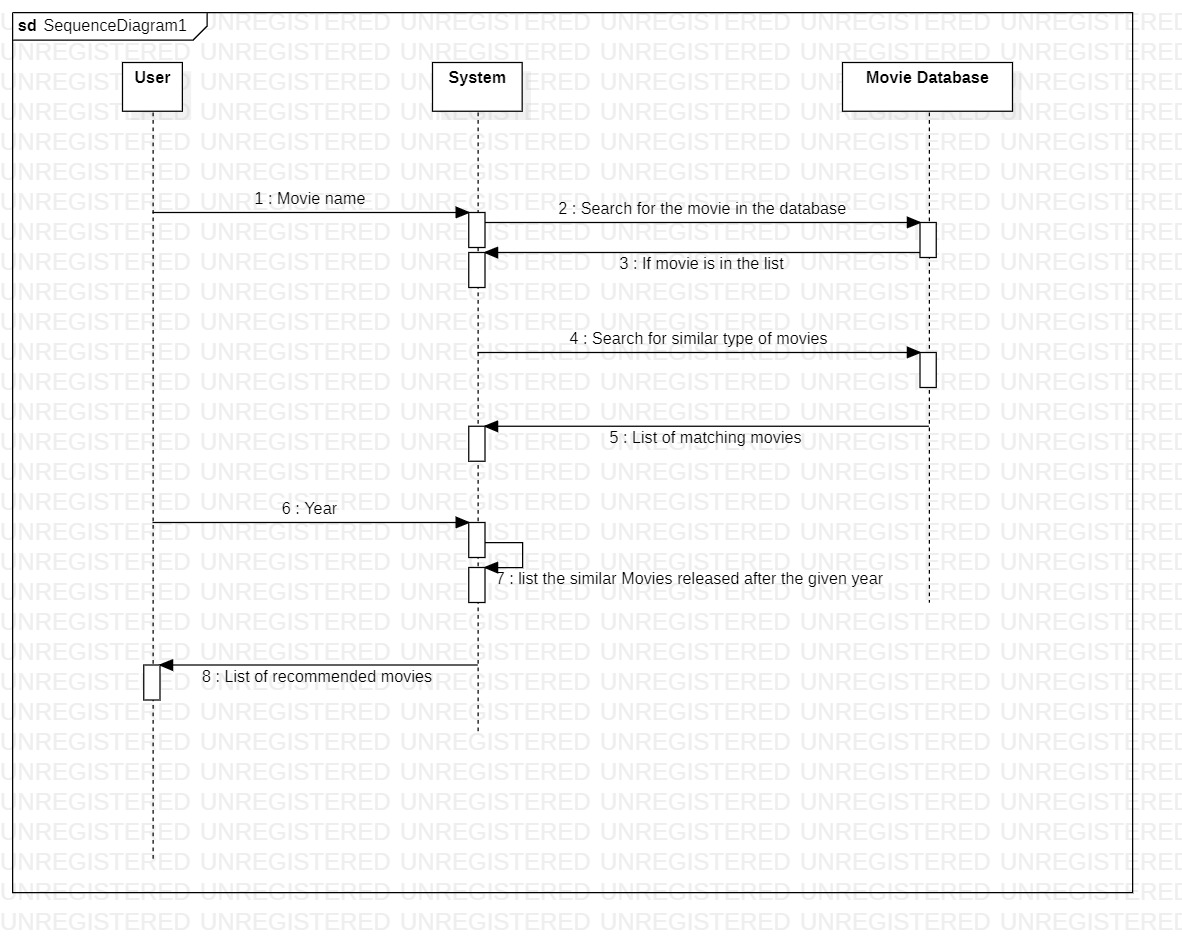 sd SequenceDiagram1
User
System
Movie Database
1 : Movie name
2 : Search for the movie in the database
3 : If movie is in the list
4 : Search for similar type of movies
5 : List of matching movies
6 : Year
7 : list the similar Movies released after the given year
8 : List of recommended movies
UNREGISTERED